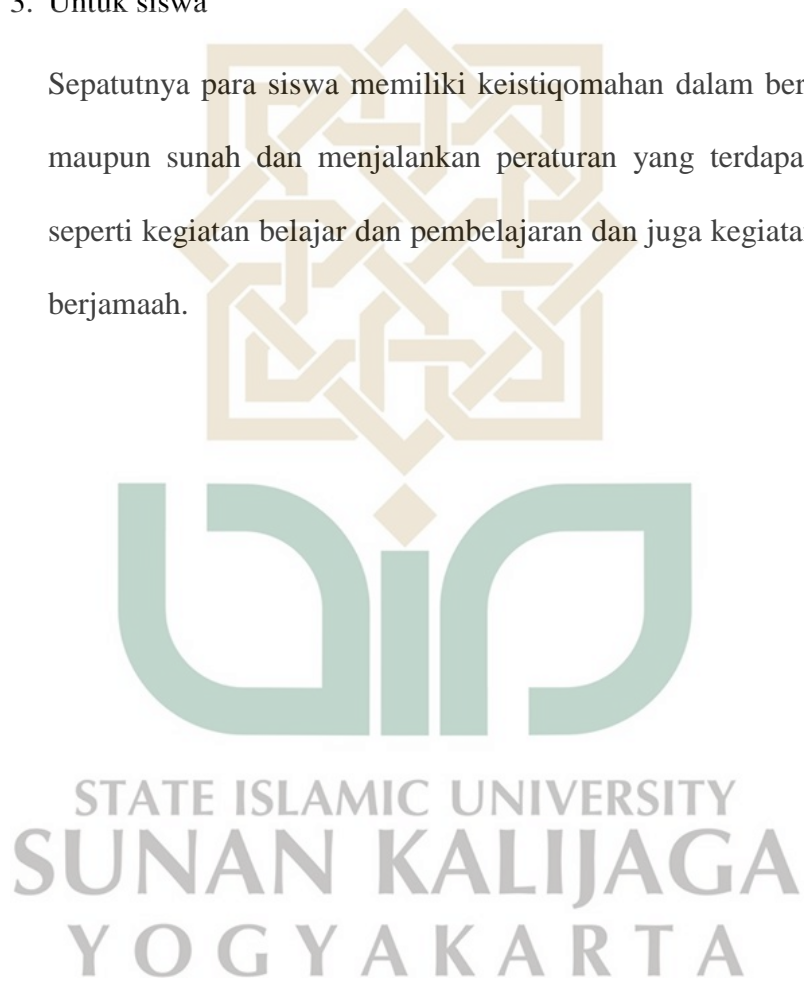 3. Untuk siswa
Sepatutnya para siswa memiliki keistiqomahan dalam ber
maupun sunah dan menjalankan peraturan yang terdapa
seperti kegiatan belajar dan pembelajaran dan juga kegiata
berjamaah.
STATE ISLAMIC UNIVERSITY
SUNAN KALIJAGA
YOGYAKARTA